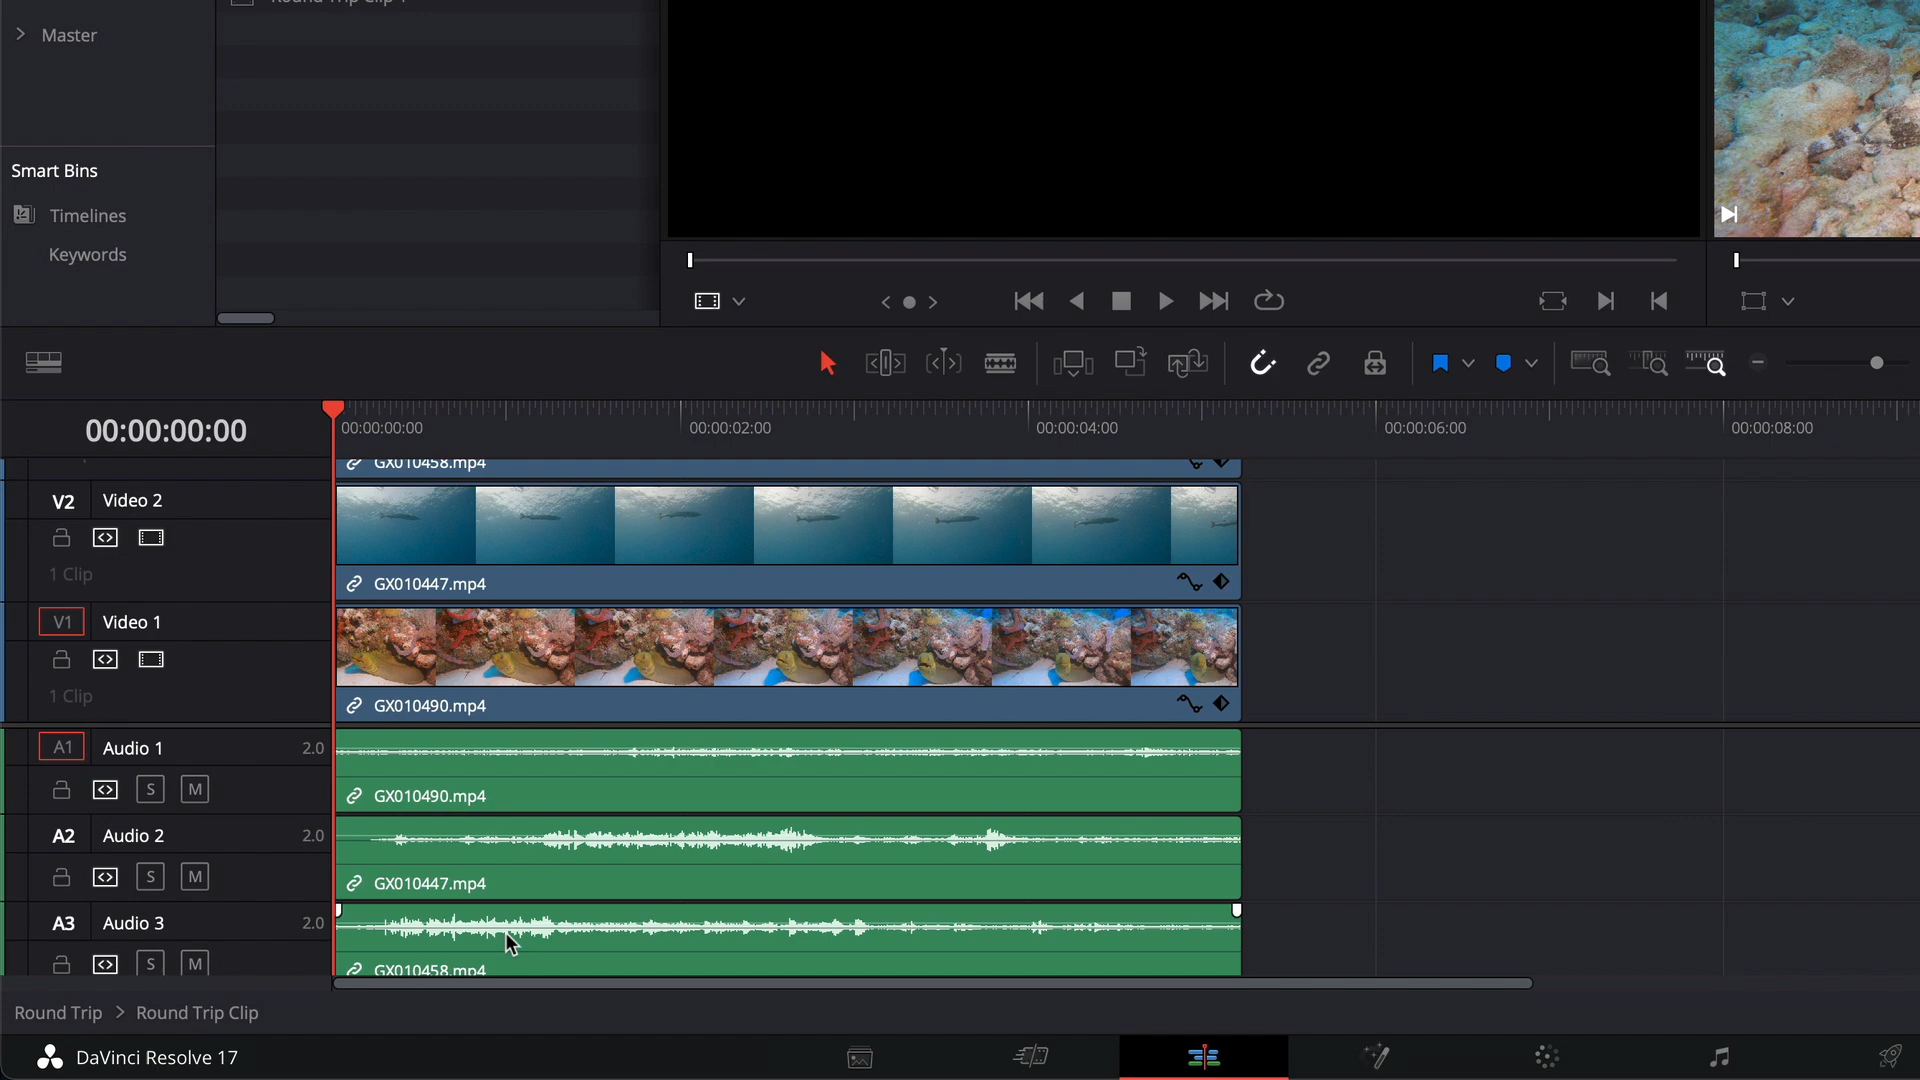 Round Trip Clip 1
Master
Smart Bins
Timelines
Keywords
00:00:00:00
00:00:00:00
00:00:02:00
00:00:04:00
00:00:06:00
00:00:08:00
GX010458.mp4
V2 Video 2
1 Clip
GX010447.mp4
V1 Video 1
1 Clip
GX010490.mp4
A1 Audio 1 2.0
S M
GX010490.mp4
A2 Audio 2 2.0
S M
GX010447.mp4
A3 Audio 3 2.0
S M
GX010458.mp4
Round Trip > Round Trip Clip
DaVinci Resolve 17